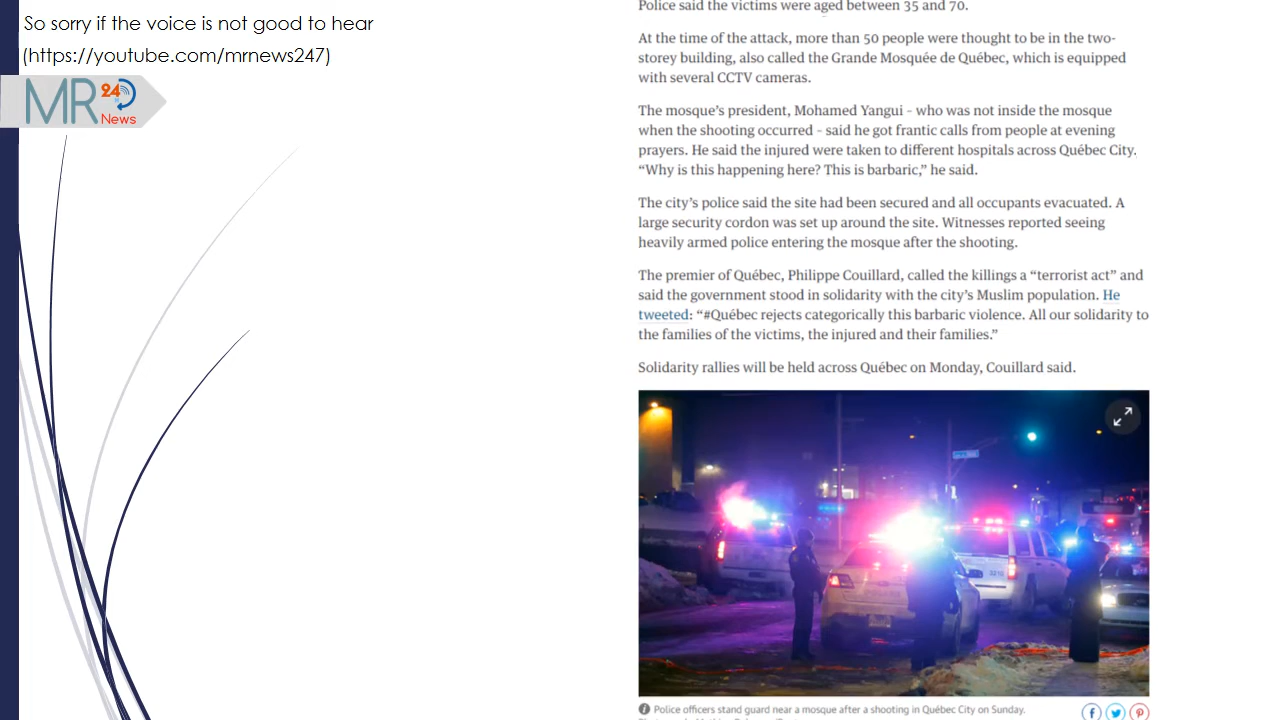 So sorry if the voice is not good to hear
(https://youtube.com/mrnews247)
MR 24 News
Police said the victims were aged between 35 and 70.
At the time of the attack, more than 50 people were thought to be in the two-
storey building, also called the Grande Mosquée de Québec, which is equipped
with several CCTV cameras.
The mosque's president, Mohamed Yangui – who was not inside the mosque
when the shooting occurred – said he got frantic calls from people at evening
prayers. He said the injured were taken to different hospitals across Québec City.
“Why is this happening here? This is barbaric,” he said.
The city's police said the site had been secured and all occupants evacuated. A
large security cordon was set up around the site. Witnesses reported seeing
heavily armed police entering the mosque after the shooting.
The premier of Québec, Philippe Couillard, called the killings a “terrorist act” and
said the government stood in solidarity with the city's Muslim population. He
tweeted: “#Québec rejects categorically this barbaric violence. All our solidarity to
the families of the victims, the injured and their families.”
Solidarity rallies will be held across Québec on Monday, Couillard said.
Police officers stand guard near a mosque after a shooting in Québec City on Sunday.